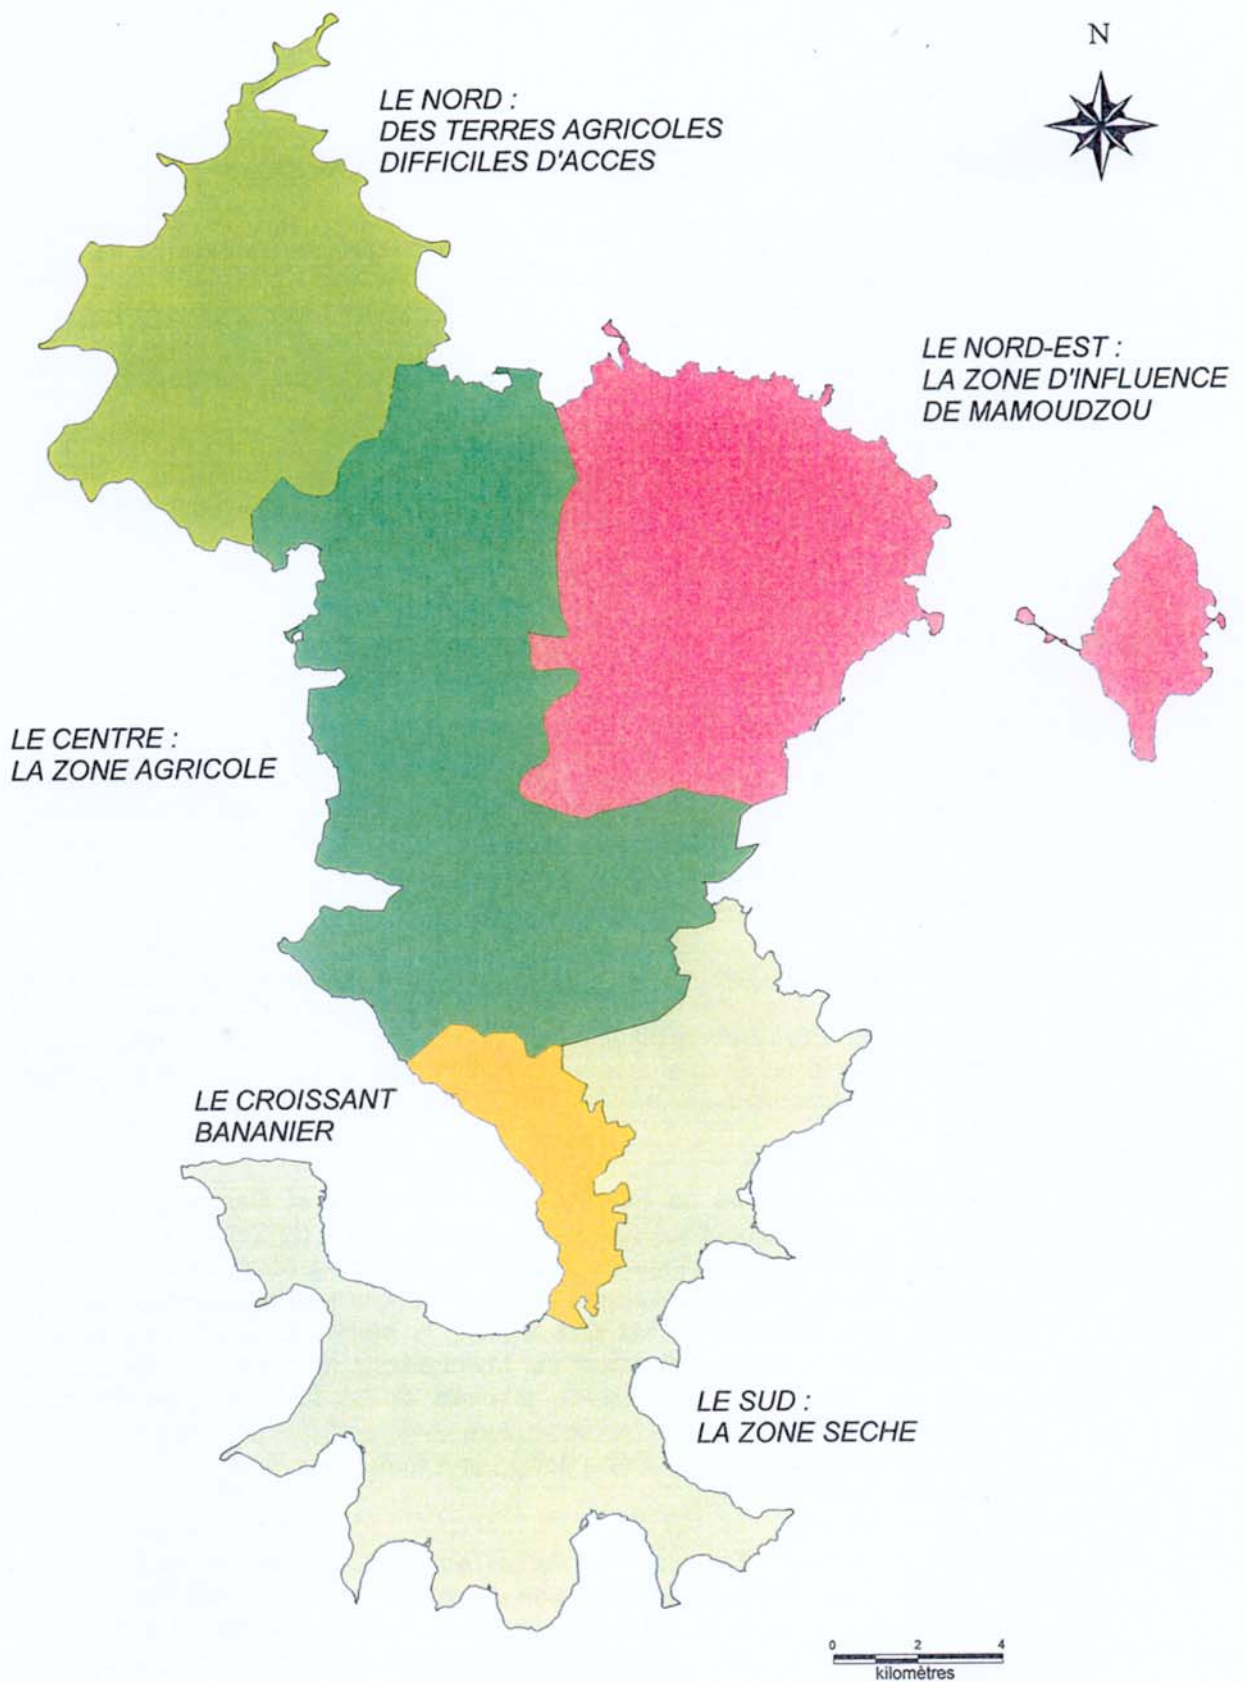 N
LE NORD :
DES TERRES AGRICOLES
DIFFICILES D'ACCES
LE NORD-EST :
LA ZONE D'INFLUENCE
DE MAMOUDZOU
LE CENTRE :
LA ZONE AGRICOLE
LE CROISSANT
BANANIER
LE SUD :
LA ZONE SECHE
0 2 4
kilomètres